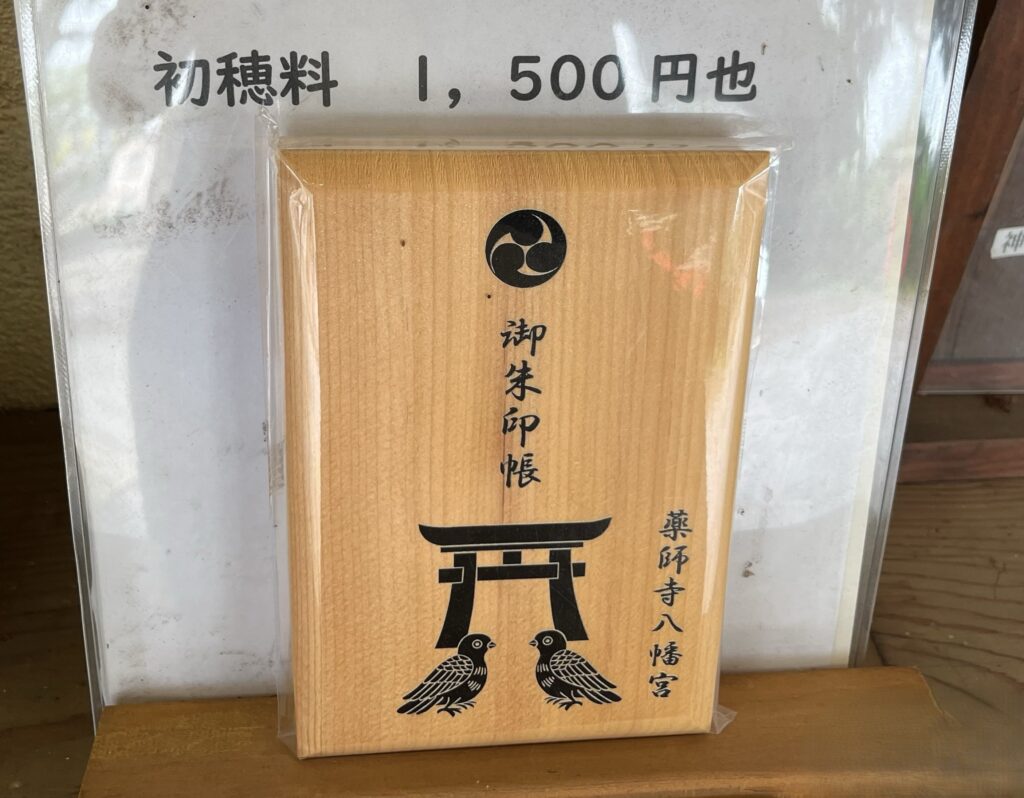 初穂料　1，500円也
御朱印帳
薬師寺八幡宮
神